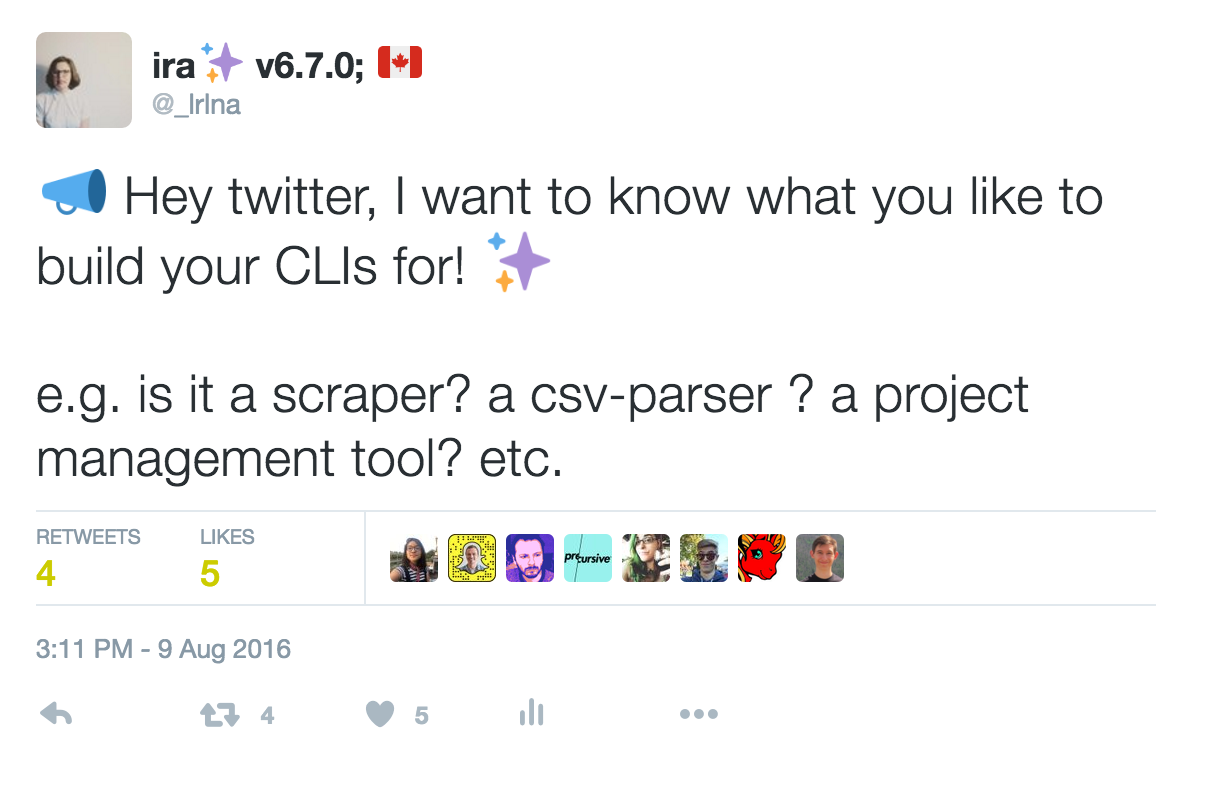 ira✨ v6.7.0; 🇨🇦
@_lrlna
📣 Hey twitter, I want to know what you like to
build your CLIs for! ✨
e.g. is it a scraper? a csv-parser ? a project
management tool? etc.
RETWEETS LIKES
4 5
precursive
3:11 PM - 9 Aug 2016
4 5